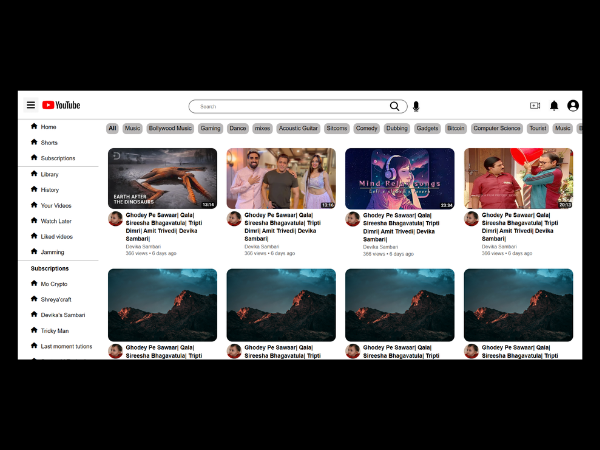 YouTube
Search
Home
Shorts
Subscriptions
Library
History
Your Videos
Watch Later
Liked videos
Jamming
Subscriptions
Mo Crypto
Shreya'craft
Devika's Sambari
Tricky Man
Last moment tutions
All Music Bollywood Music Gaming Dance mixes Acoustic Guitar Sitcoms Comedy Dubbing Gadgets Bitcoin Computer Science Tourist Music
EARTH AFTER
THE DINOSAURS
13:16
Ghodey Pe Sawaar| Qala|
Sireesha Bhagavatula| Tripti
Dimri| Amit Trivedi| Devika
Sambari|
Devika Sambari
366 views • 6 days ago
13:16
Ghodey Pe Sawaar| Qala|
Sireesha Bhagavatula| Tripti
Dimri| Amit Trivedi| Devika
Sambari|
Devika Sambari
366 views • 6 days ago
Mind Relax songs
23:34
Ghodey Pe Sawaar| Qala|
Sireesha Bhagavatula| Tripti
Dimri| Amit Trivedi| Devika
Sambari|
Devika Sambari
366 views • 6 days ago
20:13
Ghodey Pe Sawaar| Qala|
Sireesha Bhagavatula| Tripti
Dimri| Amit Trivedi| Devika
Sambari|
Devika Sambari
366 views • 6 days ago
Ghodey Pe Sawaar| Qala|
Sireesha Bhagavatula| Tripti
Ghodey Pe Sawaar| Qala|
Sireesha Bhagavatula| Tripti
Ghodey Pe Sawaar| Qala|
Sireesha Bhagavatula| Tripti
Ghodey Pe Sawaar| Qala|
Sireesha Bhagavatula| Tripti